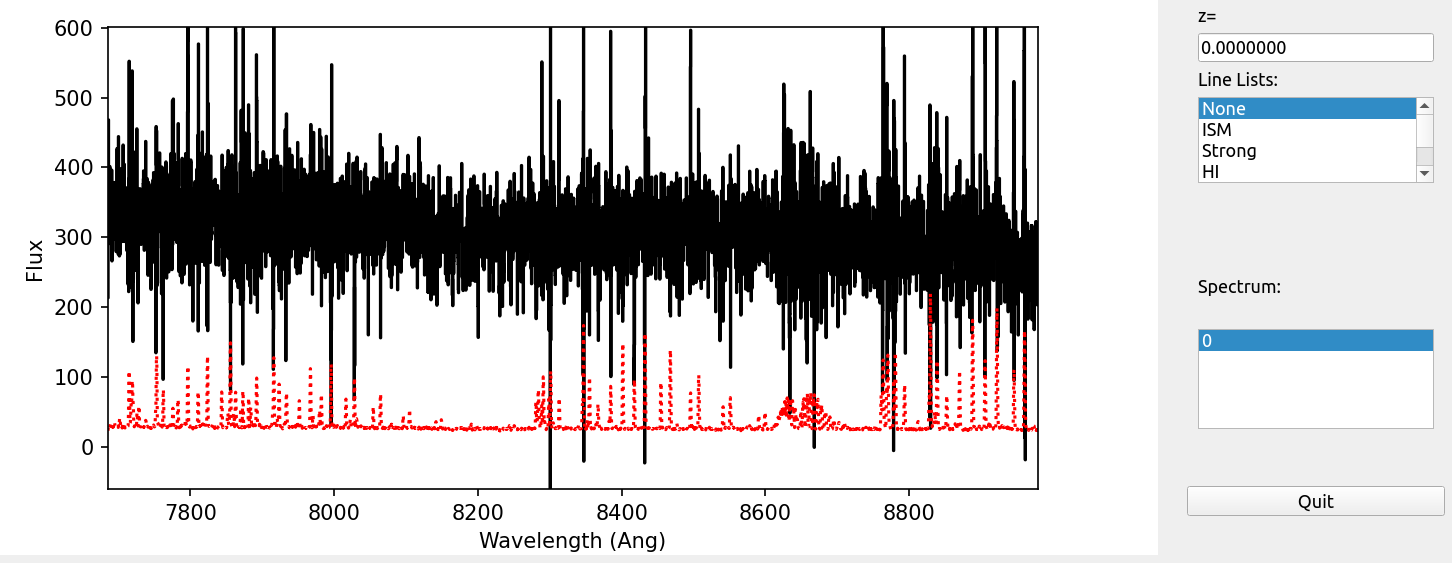 600
500
400
300
200
100
0
Flux
7800
8000
8200
8400
8600
8800
Wavelength (Ang)
z=
0.0000000
Line Lists:
None
ISM
Strong
HI
Spectrum:
0
Quit